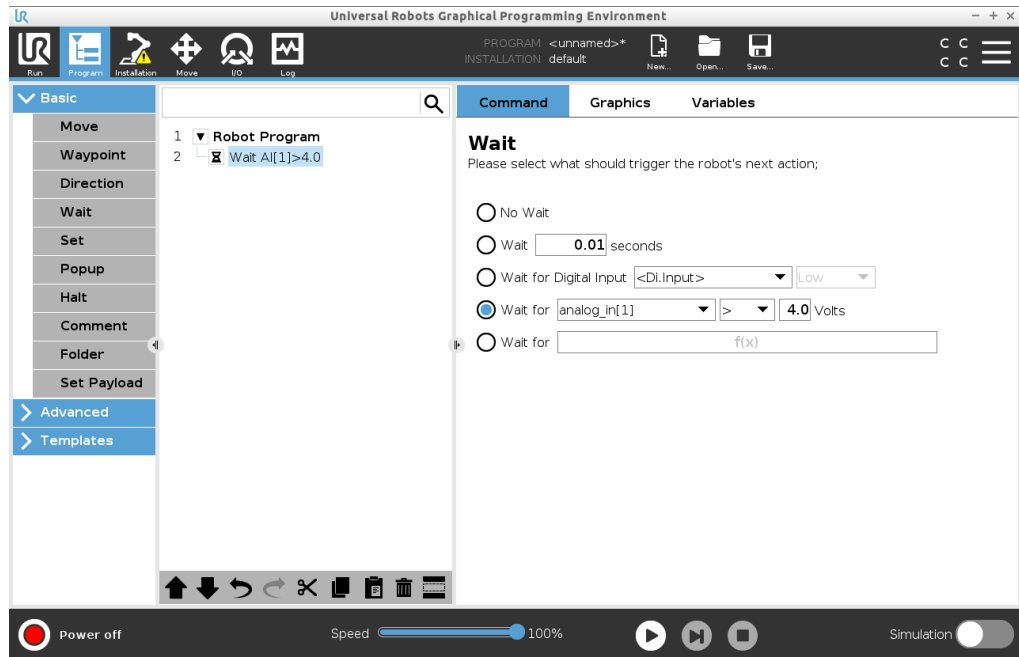 Universal Robots Graphical Programming Environment
PROGRAM <unnamed>*
INSTALLATION default
Run Program Installation Move I/O Log New... Open... Save...
C C
C C
Basic
Move
Waypoint
Direction
Wait
Set
Popup
Halt
Comment
Folder
Set Payload
Advanced
Templates
1 Robot Program
2 Wait AI[1]>4.0
Command Graphics Variables
Wait
Please select what should trigger the robot's next action;
No Wait
Wait 0.01 seconds
Wait for Digital Input <Di.Input> Low
Wait for analog_in[1] > 4.0 Volts
Wait for f(x)
Power off Speed 100% Simulation